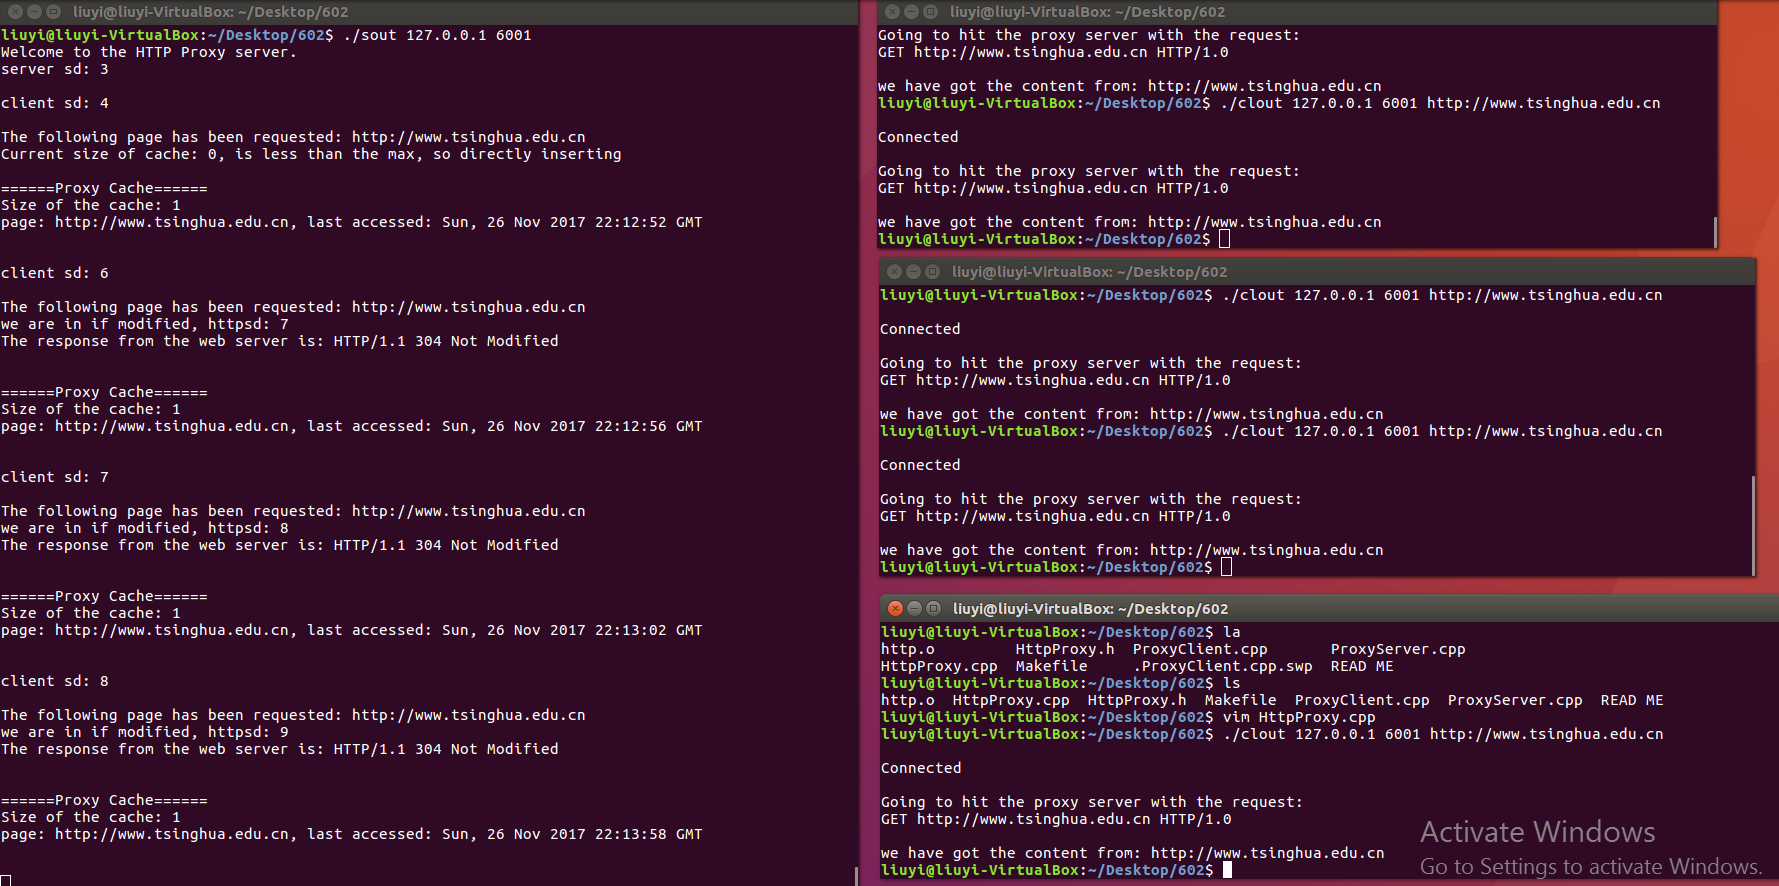 liuyi@liuyi-VirtualBox: ~/Desktop/602
liuyi@liuyi-VirtualBox:~/Desktop/602$ ./sout 127.0.0.1 6001
Welcome to the HTTP Proxy server.
server sd: 3
client sd: 4
The following page has been requested: http://www.tsinghua.edu.cn
Current size of cache: 0, is less than the max, so directly inserting
======Proxy Cache======
Size of the cache: 1
page: http://www.tsinghua.edu.cn, last accessed: Sun, 26 Nov 2017 22:12:52 GMT
client sd: 6
The following page has been requested: http://www.tsinghua.edu.cn
we are in if modified, httpsd: 7
The response from the web server is: HTTP/1.1 304 Not Modified
======Proxy Cache======
Size of the cache: 1
page: http://www.tsinghua.edu.cn, last accessed: Sun, 26 Nov 2017 22:12:56 GMT
client sd: 7
The following page has been requested: http://www.tsinghua.edu.cn
we are in if modified, httpsd: 8
The response from the web server is: HTTP/1.1 304 Not Modified
======Proxy Cache======
Size of the cache: 1
page: http://www.tsinghua.edu.cn, last accessed: Sun, 26 Nov 2017 22:13:02 GMT
client sd: 8
The following page has been requested: http://www.tsinghua.edu.cn
we are in if modified, httpsd: 9
The response from the web server is: HTTP/1.1 304 Not Modified
======Proxy Cache======
Size of the cache: 1
page: http://www.tsinghua.edu.cn, last accessed: Sun, 26 Nov 2017 22:13:58 GMT
liuyi@liuyi-VirtualBox: ~/Desktop/602
Going to hit the proxy server with the request:
GET http://www.tsinghua.edu.cn HTTP/1.0
we have got the content from: http://www.tsinghua.edu.cn
liuyi@liuyi-VirtualBox:~/Desktop/602$ ./clout 127.0.0.1 6001 http://www.tsinghua.edu.cn
Connected
Going to hit the proxy server with the request:
GET http://www.tsinghua.edu.cn HTTP/1.0
we have got the content from: http://www.tsinghua.edu.cn
liuyi@liuyi-VirtualBox:~/Desktop/602$
liuyi@liuyi-VirtualBox: ~/Desktop/602
liuyi@liuyi-VirtualBox:~/Desktop/602$ ./clout 127.0.0.1 6001 http://www.tsinghua.edu.cn
Connected
Going to hit the proxy server with the request:
GET http://www.tsinghua.edu.cn HTTP/1.0
we have got the content from: http://www.tsinghua.edu.cn
liuyi@liuyi-VirtualBox:~/Desktop/602$ ./clout 127.0.0.1 6001 http://www.tsinghua.edu.cn
Connected
Going to hit the proxy server with the request:
GET http://www.tsinghua.edu.cn HTTP/1.0
we have got the content from: http://www.tsinghua.edu.cn
liuyi@liuyi-VirtualBox:~/Desktop/602$
liuyi@liuyi-VirtualBox: ~/Desktop/602
liuyi@liuyi-VirtualBox:~/Desktop/602$ la
http.o HttpProxy.h ProxyClient.cpp ProxyServer.cpp
HttpProxy.cpp Makefile .ProxyClient.cpp.swp READ ME
liuyi@liuyi-VirtualBox:~/Desktop/602$ ls
http.o HttpProxy.cpp HttpProxy.h Makefile ProxyClient.cpp ProxyServer.cpp READ ME
liuyi@liuyi-VirtualBox:~/Desktop/602$ vim HttpProxy.cpp
liuyi@liuyi-VirtualBox:~/Desktop/602$ ./clout 127.0.0.1 6001 http://www.tsinghua.edu.cn
Connected
Going to hit the proxy server with the request:
GET http://www.tsinghua.edu.cn HTTP/1.0
we have got the content from: http://www.tsinghua.edu.cn
liuyi@liuyi-VirtualBox:~/Desktop/602$
Activate Windows
Go to Settings to activate Windows.